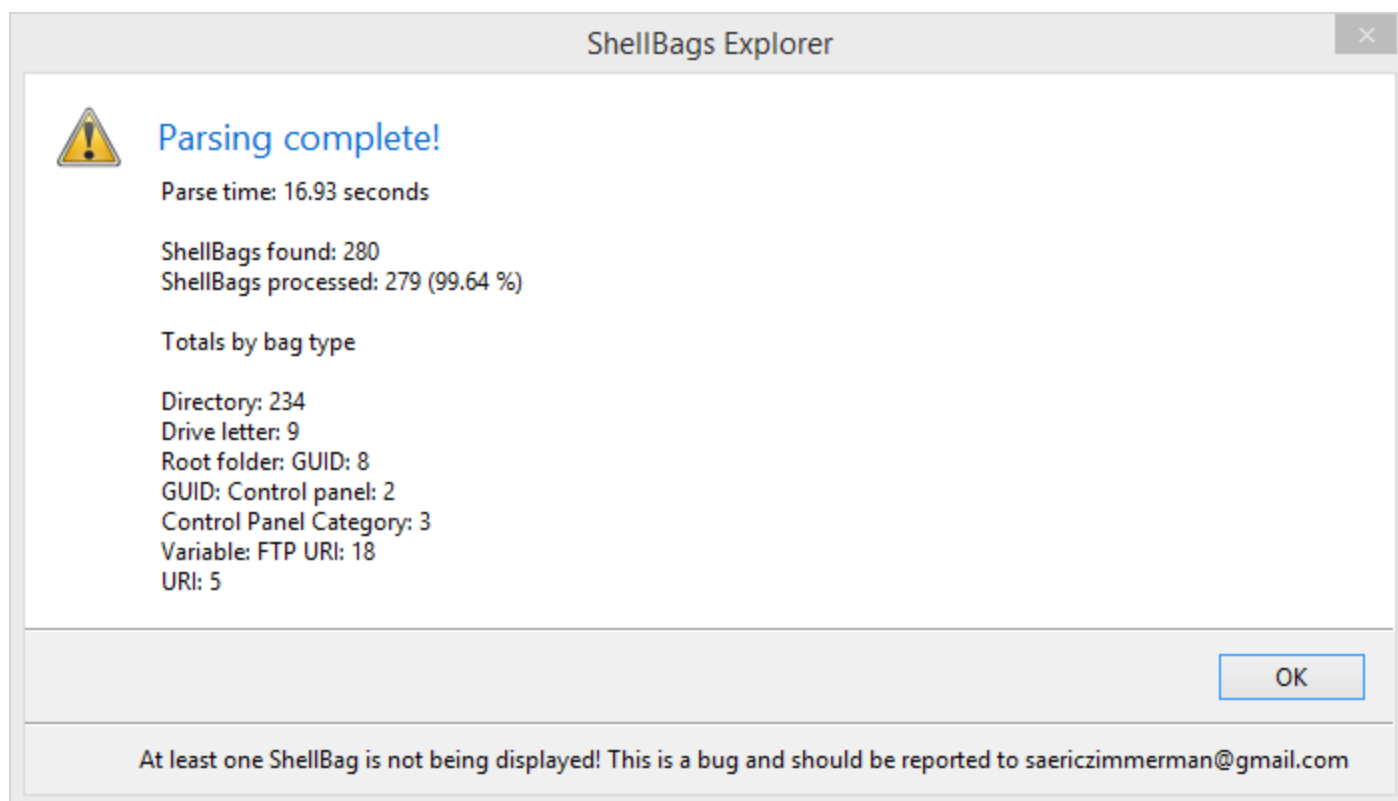 ShellBags Explorer
Parsing complete!
Parse time: 16.93 seconds
ShellBags found: 280
ShellBags processed: 279 (99.64 %)
Totals by bag type
Directory: 234
Drive letter: 9
Root folder: GUID: 8
GUID: Control panel: 2
Control Panel Category: 3
Variable: FTP URI: 18
URI: 5
OK
At least one ShellBag is not being displayed! This is a bug and should be reported to saericzimmerman@gmail.com